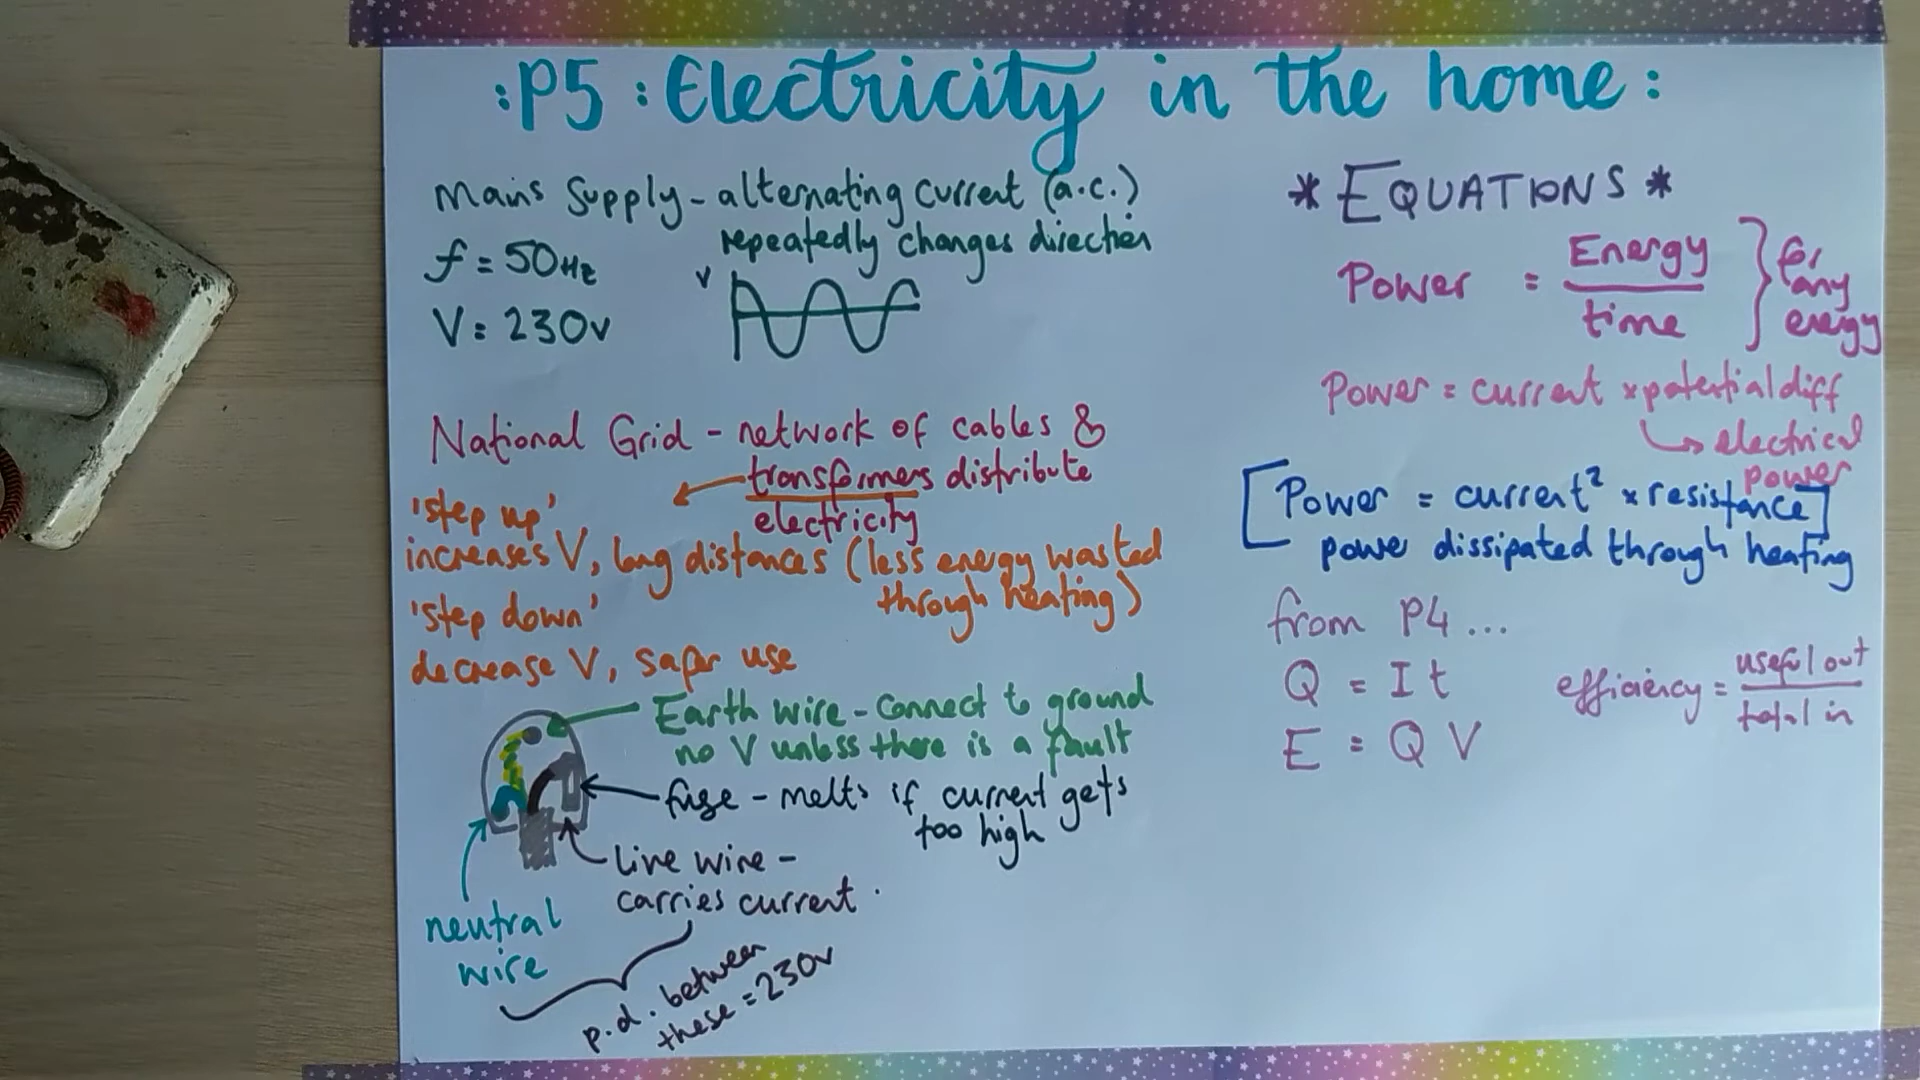 :P5: Electricity in the home:
Mains Supply - alternating current (a.c.)
repeatedly changes direction
f = 50Hz
V = 230v
V
National Grid - network of cables &
transformers distribute
electricity
'step up'
increases V, long distances (less energy wasted
through heating)
'step down'
decrease V, safer use
Earth wire - connect to ground
no V unless there is a fault
fuse - melts if current gets
too high
live wire -
carries current
neutral
wire
p.d. between
these = 230v
* EQUATIONS *
Power = Energy
time
for
any
energy
Power = current × potential diff
electrical
power
[Power = current² × resistance]
power dissipated through heating
from P4...
Q = I t
E = Q V
efficiency = useful out
total in